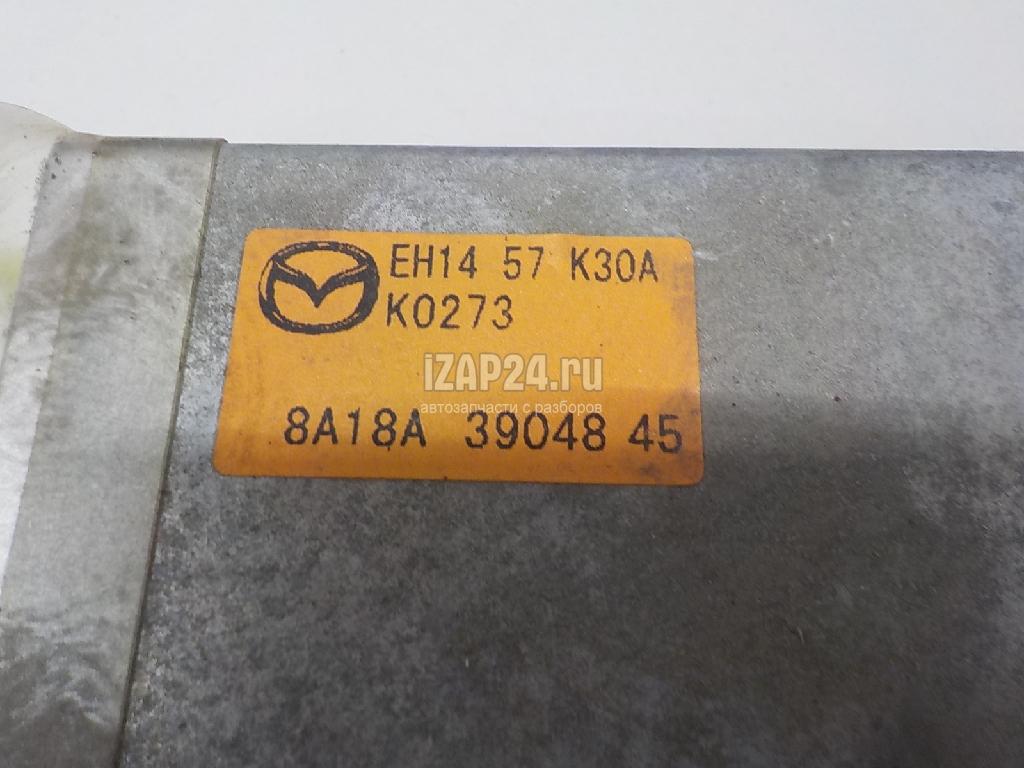 EH14 57 K30A
K0273
iZAP24.ru
автозапчасти с разборов
8A18A 39048 45